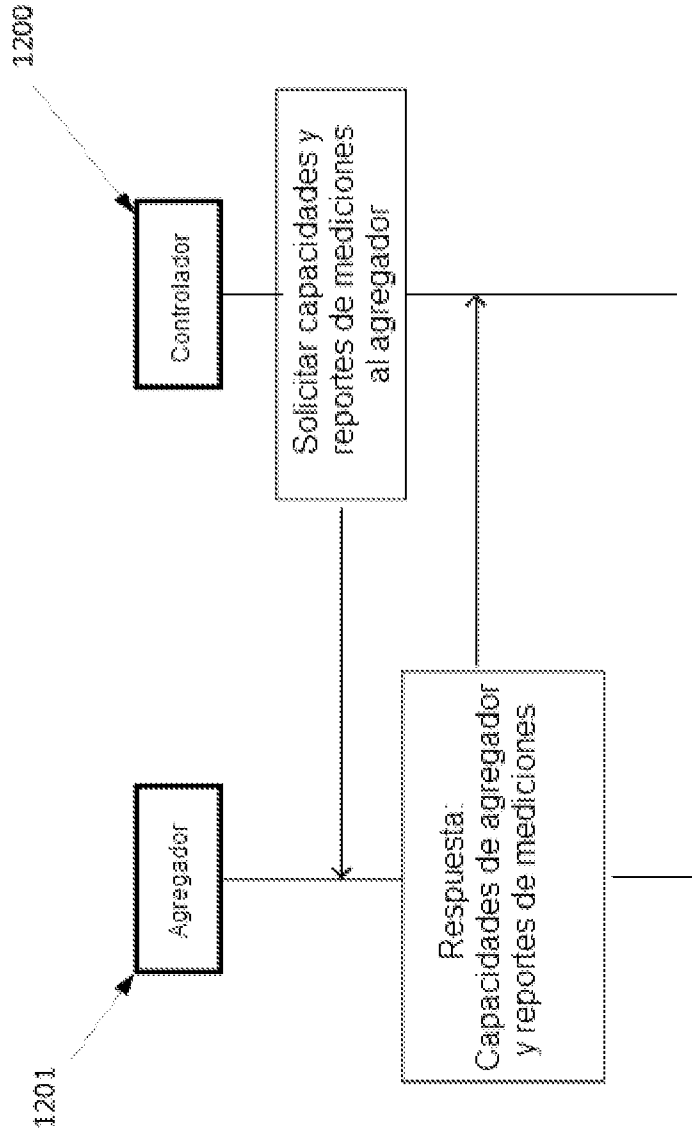 1201
Agregador
Controlador
1200
Solicitar capacidades y
reportes de mediciones
al agregador
Respuesta:
Capacidades de agregador
y reportes de mediciones